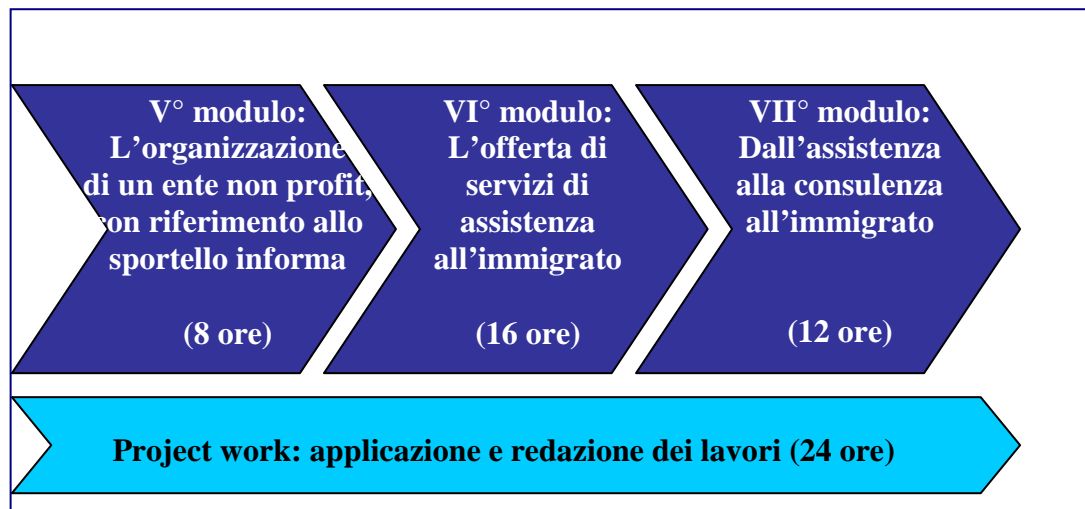 V° modulo:
L’organizzazione
di un ente non profit,
con riferimento allo
sportello informa
(8 ore)
VI° modulo:
L’offerta di
servizi di
assistenza
all’immigrato
(16 ore)
VII° modulo:
Dall’assistenza
alla consulenza
all’immigrato
(12 ore)
Project work: applicazione e redazione dei lavori (24 ore)